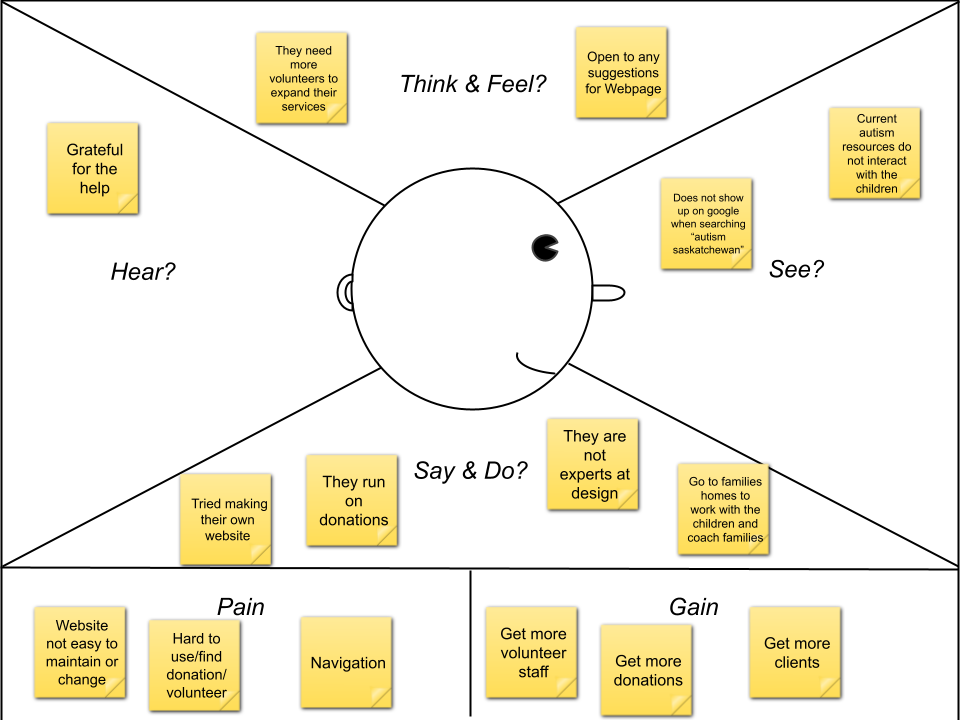 They need
more
volunteers to
expand their
services
Think & Feel?
Open to any
suggestions
for Webpage
Grateful
for the
help
Hear?
Current
autism
resources do
not interact
with the
children
Does not show
up on google
when searching
“autism
saskatchewan”
See?
Say & Do?
Tried making
their own
website
They run
on
donations
They are
not
experts at
design
Go to families
homes to
work with the
children and
coach families
Pain
Website
not easy to
maintain or
change
Hard to
use/find
donation/
volunteer
Navigation
Gain
Get more
volunteer
staff
Get more
donations
Get more
clients